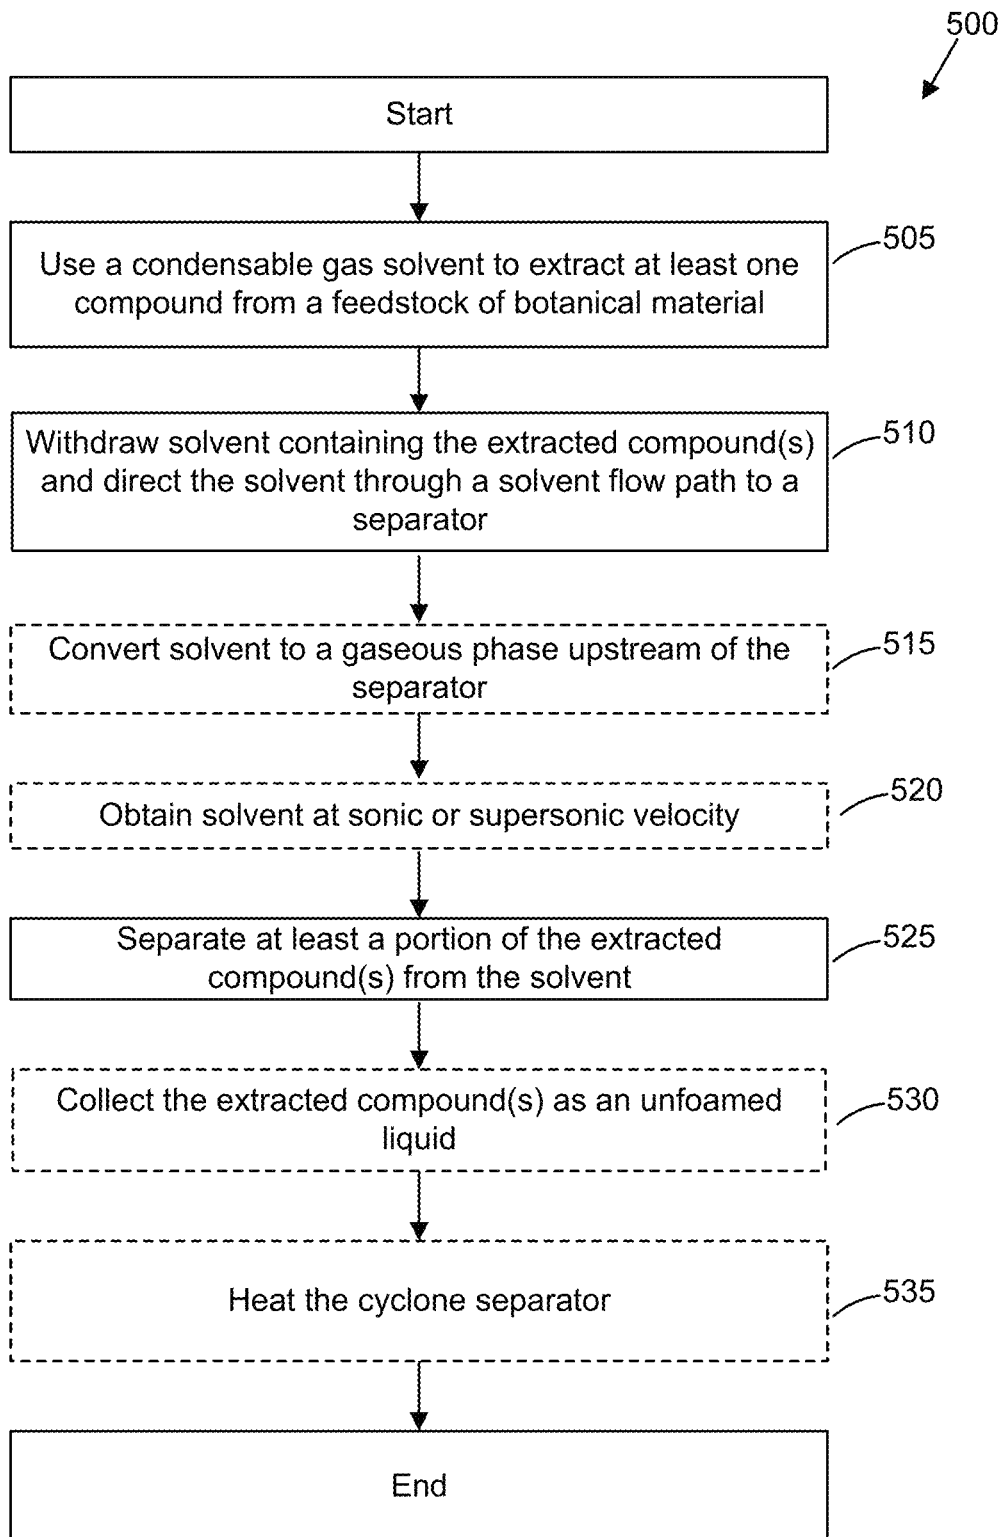 500
Start
505
Use a condensable gas solvent to extract at least one
compound from a feedstock of botanical material
510
Withdraw solvent containing the extracted compound(s)
and direct the solvent through a solvent flow path to a
separator
515
Convert solvent to a gaseous phase upstream of the
separator
520
Obtain solvent at sonic or supersonic velocity
525
Separate at least a portion of the extracted
compound(s) from the solvent
530
Collect the extracted compound(s) as an unfoamed
liquid
535
Heat the cyclone separator
End